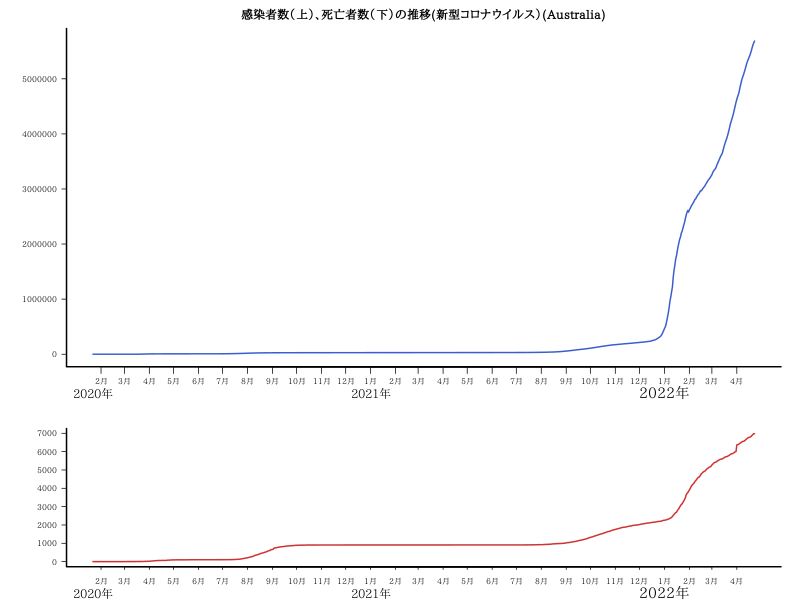 感染者数（上）、死亡者数（下）の推移(新型コロナウイルス）(Australia)
5000000
4000000
3000000
2000000
1000000
0
2月 3月 4月 5月 6月 7月 8月 9月 10月 11月 12月 1月 2月 3月 4月 5月 6月 7月 8月 9月 10月 11月 12月 1月 2月 3月 4月
2020年 2021年 2022年
7000
6000
5000
4000
3000
2000
1000
0
2月 3月 4月 5月 6月 7月 8月 9月 10月 11月 12月 1月 2月 3月 4月 5月 6月 7月 8月 9月 10月 11月 12月 1月 2月 3月 4月
2020年 2021年 2022年